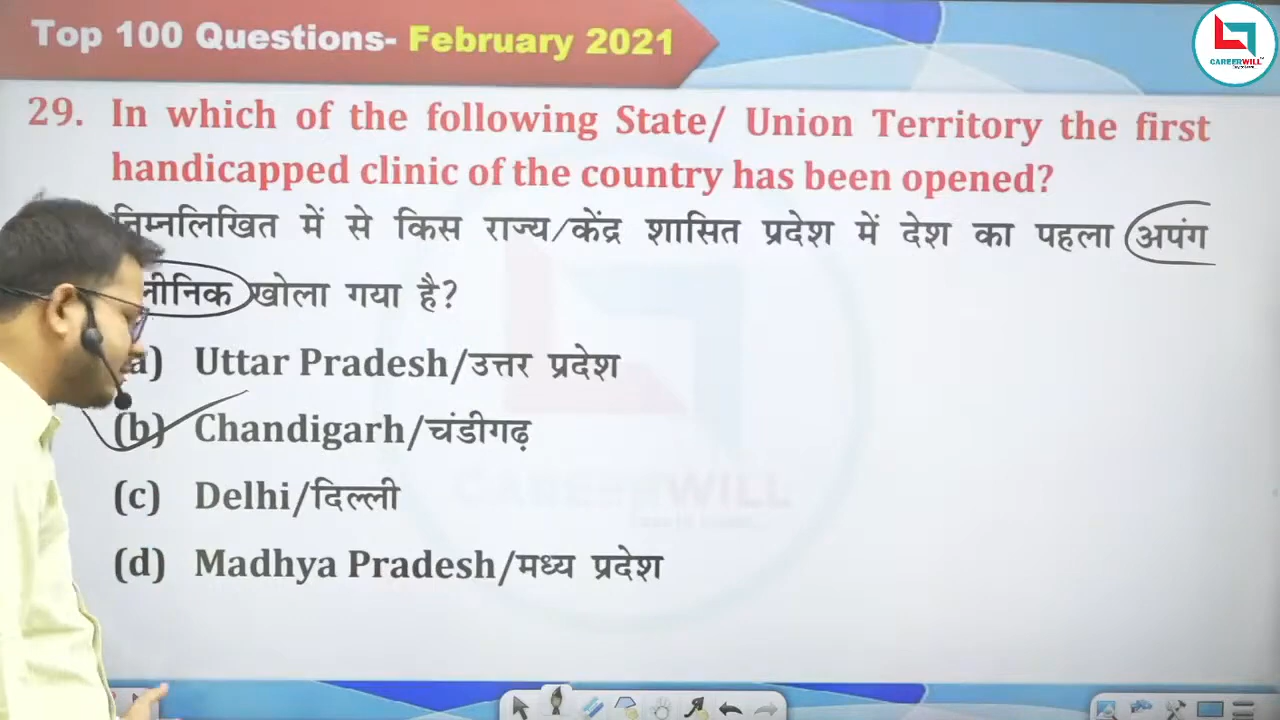 Top 100 Questions- February 2021
CAREERWILL
29. In which of the following State/ Union Territory the first
handicapped clinic of the country has been opened?
निम्नलिखित में से किस राज्य/केंद्र शासित प्रदेश में देश का पहला अपंग
खोला गया है?
a) Uttar Pradesh/उत्तर प्रदेश
(b) Chandigarh/चंडीगढ़
(c) Delhi/दिल्ली
CAREERWILL
(d) Madhya Pradesh/मध्य प्रदेश